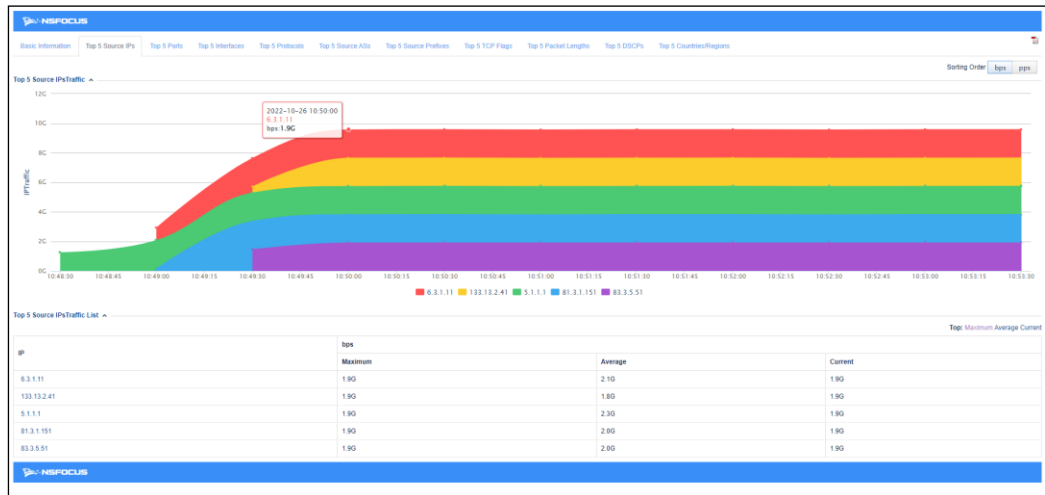 NSFOCUS
Basic Information Top 5 Source IPs Top 5 Ports Top 5 Interfaces Top 5 Protocols Top 5 Source ASs Top 5 Source Prefixes Top 5 TCP Flags Top 5 Packet Lengths Top 5 DSCPs Top 5 Countries/Regions
Sorting Order bps pps
Top 5 Source IPsTraffic
12G
10G
8G
6G
4G
2G
0G
IPTraffic
2022-10-26 10:50:00
6.3.1.11
bps:1.9G
10:48:30 10:48:45 10:49:00 10:49:15 10:49:30 10:49:45 10:50:00 10:50:15 10:50:30 10:50:45 10:51:00 10:51:15 10:51:30 10:51:45 10:52:00 10:52:15 10:52:30 10:52:45 10:53:00 10:53:15 10:53:30
6.3.1.11 133.13.2.41 5.1.1.1 81.3.1.151 83.3.5.51
Top 5 Source IPsTraffic List
Top: Maximum Average Current
IP bps
Maximum Average Current
6.3.1.11 1.9G 2.1G 1.9G
133.13.2.41 1.9G 1.8G 1.9G
5.1.1.1 1.9G 2.3G 1.9G
81.3.1.151 1.9G 2.0G 1.9G
83.3.5.51 1.9G 2.0G 1.9G
NSFOCUS